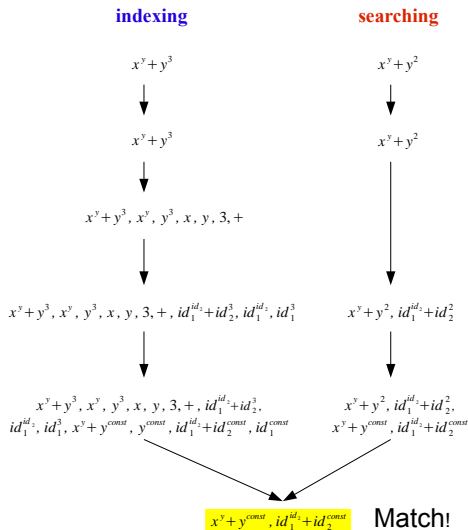 indexing searching
x^y + y^3 x^y + y^2
x^y + y^3 x^y + y^2
x^y + y^3, x^y, y^3, x, y, 3, +
x^y + y^3, x^y, y^3, x, y, 3, +, id_1^{id_2} + id_2^3, id_1^{id_2}, id_1^3 x^y + y^2, id_1^{id_2} + id_2^2
x^y + y^3, x^y, y^3, x, y, 3, +, id_1^{id_2} + id_2^3, x^y + y^2, id_1^{id_2} + id_2^2,
id_1^{id_2}, id_1^3, x^y + y^{const}, y^{const}, id_1^{id_2} + id_2^{const}, id_1^{const} x^y + y^{const}, id_1^{id_2} + id_2^{const}
x^y + y^{const}, id_1^{id_2} + id_2^{const} Match!